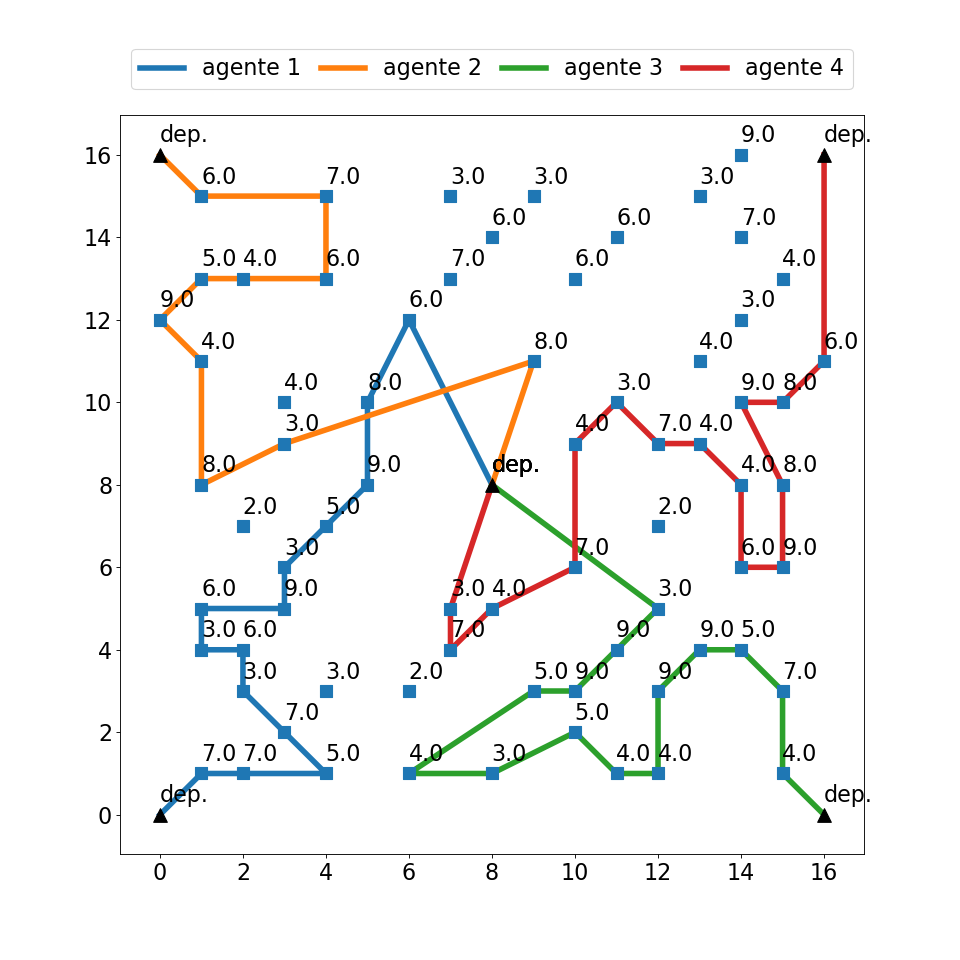 agente 1 agente 2 agente 3 agente 4
9.0
dep. dep.
16
6.0 7.0 3.0 3.0 3.0
6.0 6.0 7.0
14
5.0 4.0 6.0 7.0 6.0 4.0
9.0 6.0 3.0
12
4.0 8.0 4.0 6.0
4.0 8.0 3.0 9.0 8.0
10
3.0 4.0 7.0 4.0
8.0 9.0 dep. 4.0 8.0
8
2.0 5.0 2.0
3.0 7.0 6.0 9.0
6
6.0 9.0 3.0 4.0 3.0
3.0 6.0 7.0 9.0 9.0 5.0
4
3.0 3.0 2.0 5.0 9.0 9.0 7.0
7.0 5.0
2
7.0 7.0 5.0 4.0 3.0 4.0 4.0 4.0
dep. dep.
0
0 2 4 6 8 10 12 14 16